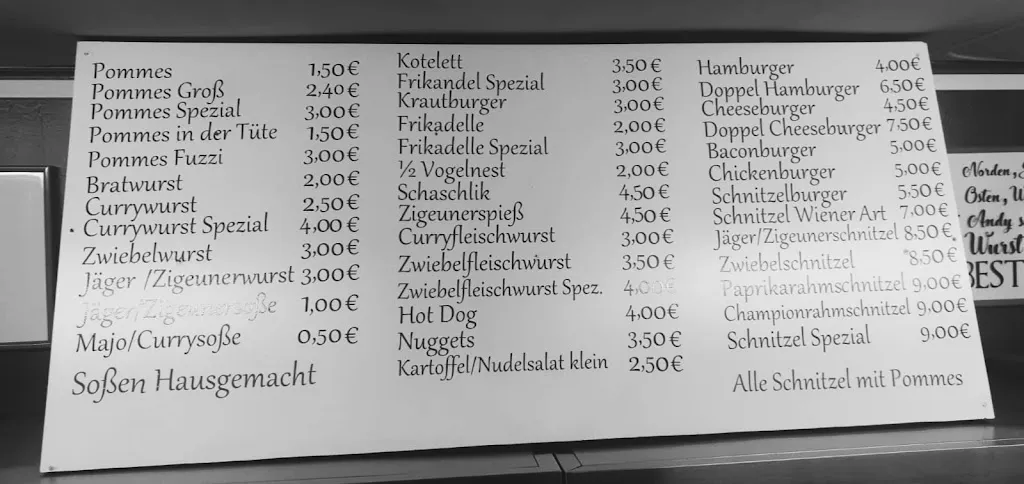 Pommes 1,50€
Pommes Groß 2,40€
Pommes Spezial 3,00€
Pommes in der Tüte 1,50€
Pommes Fuzzi 3,00€
Bratwurst 2,00€
Currywurst 2,50€
Currywurst Spezial 4,00€
Zwiebelwurst 3,00€
Jäger /Zigeunerwurst 3,00€
Jäger/Zigeunersoße 1,00€
Majo/Currysoße 0,50€
Soßen Hausgemacht
Kotelett 3,50€
Frikandel Spezial 3,00€
Krautburger 3,00€
Frikadelle 2,00€
Frikadelle Spezial 3,00€
½ Vogelnest 2,00€
Schaschlik 4,50€
Zigeunerspieß 4,50€
Curryfleischwurst 3,00€
Zwiebelfleischwurst 3,50€
Zwiebelfleischwurst Spez. 4,00€
Hot Dog 4,00€
Nuggets 3,50€
Kartoffel/Nudelsalat klein 2,50€
Hamburger 4,00€
Doppel Hamburger 6,50€
Cheeseburger 4,50€
Doppel Cheeseburger 7,50€
Baconburger 5,00€
Chickenburger 5,00€
Schnitzelburger 5,50€
Schnitzel Wiener Art 7,00€
Jäger/Zigeunerschnitzel 8,50€
Zwiebelschnitzel 8,50€
Paprikarahmschnitzel 9,00€
Championrahmschnitzel 9,00€
Schnitzel Spezial 9,00€
Alle Schnitzel mit Pommes
Norden,
Osten,
Andy
Wurst
BEST